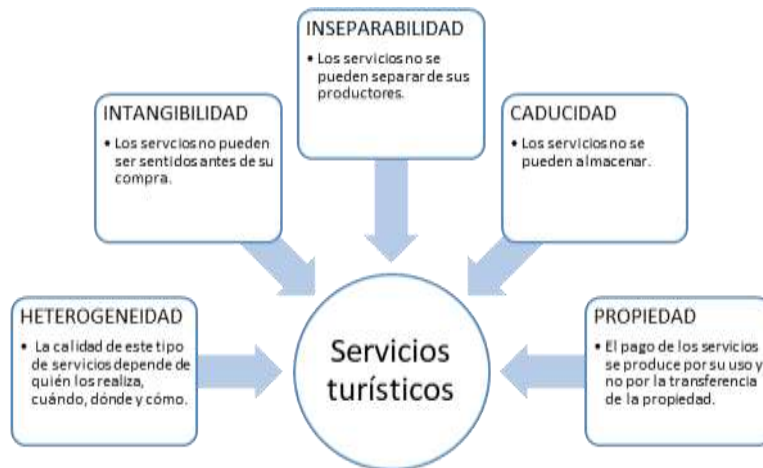 INSEPARABILIDAD
• Los servicios no se
pueden separar de sus
productores.
INTANGIBILIDAD
• Los servcios no pueden
ser sentidos antes de su
compra.
CADUCIDAD
• Los servicios no se
pueden almacenar.
HETEROGENEIDAD
• La calidad de este tipo
de servicios depende de
quién los realiza,
cuándo, dónde y cómo.
Servicios
turísticos
PROPIEDAD
• El pago de los servicios
se produce por su uso y
no por la transferencia
de la propiedad.